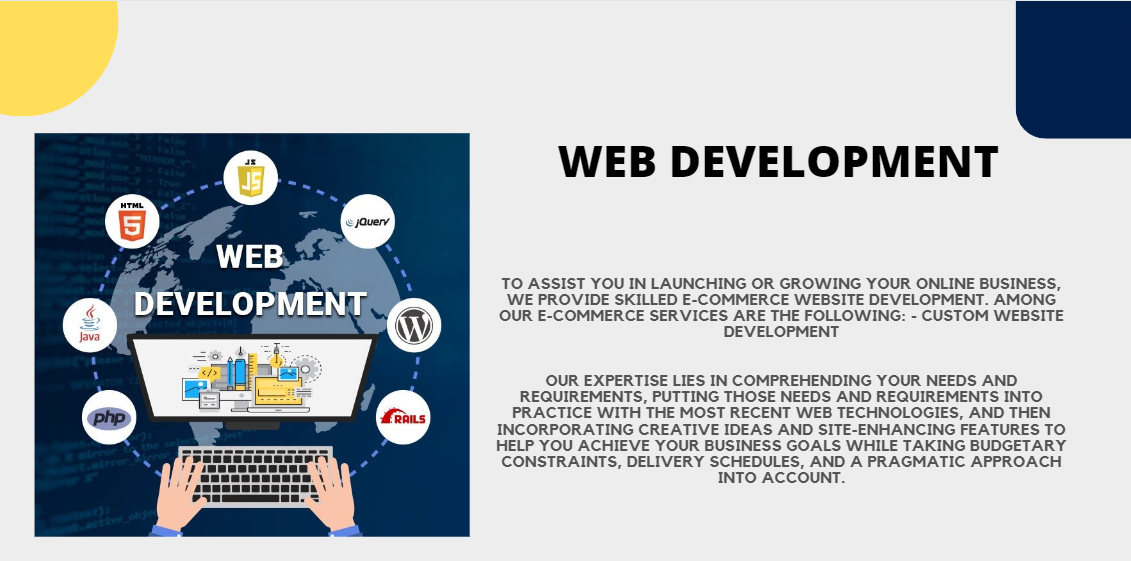 WEB DEVELOPMENT
TO ASSIST YOU IN LAUNCHING OR GROWING YOUR ONLINE BUSINESS,
WE PROVIDE SKILLED E-COMMERCE WEBSITE DEVELOPMENT. AMONG
OUR E-COMMERCE SERVICES ARE THE FOLLOWING: - CUSTOM WEBSITE
DEVELOPMENT
OUR EXPERTISE LIES IN COMPREHENDING YOUR NEEDS AND
REQUIREMENTS, PUTTING THOSE NEEDS AND REQUIREMENTS INTO
PRACTICE WITH THE MOST RECENT WEB TECHNOLOGIES, AND THEN
INCORPORATING CREATIVE IDEAS AND SITE-ENHANCING FEATURES TO
HELP YOU ACHIEVE YOUR BUSINESS GOALS WHILE TAKING BUDGETARY
CONSTRAINTS, DELIVERY SCHEDULES, AND A PRAGMATIC APPROACH
INTO ACCOUNT.
JS
JS
HTML
5
jQuery
WEB
DEVELOPMENT
Java
W
</>
php
RAILS